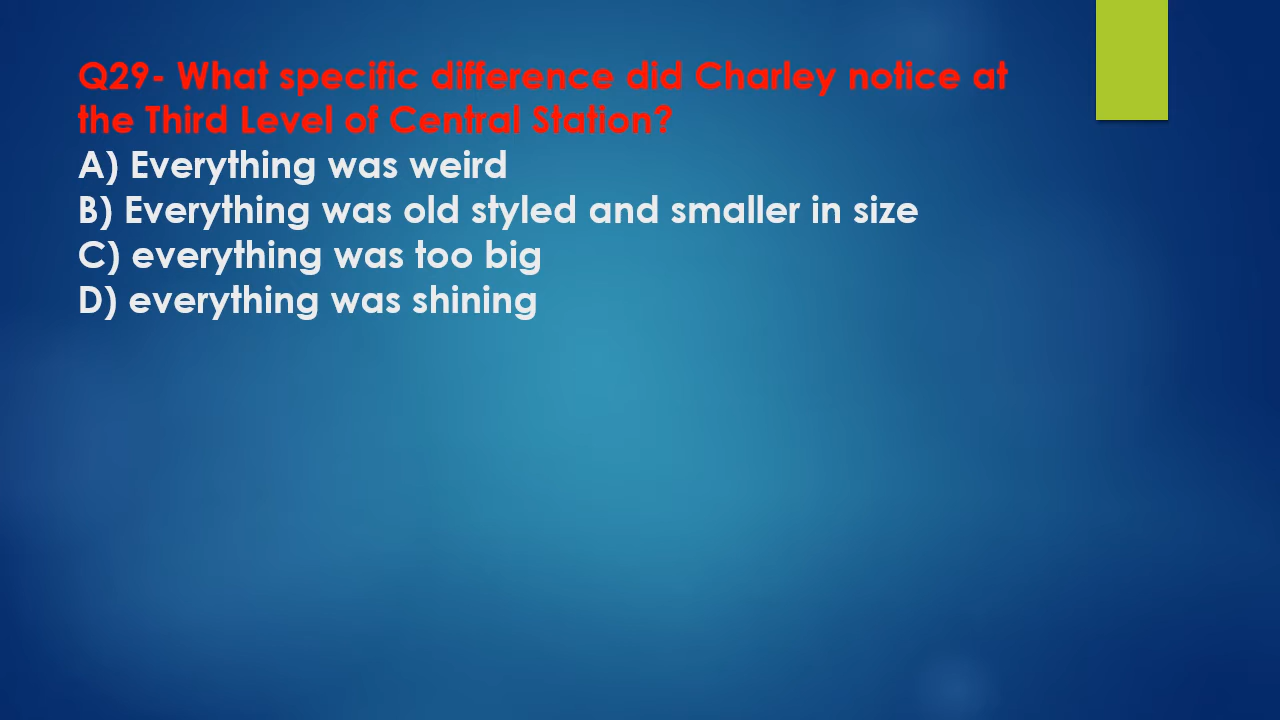 Q29- What specific difference did Charley notice at
the Third Level of Central Station?
A) Everything was weird
B) Everything was old styled and smaller in size
C) everything was too big
D) everything was shining